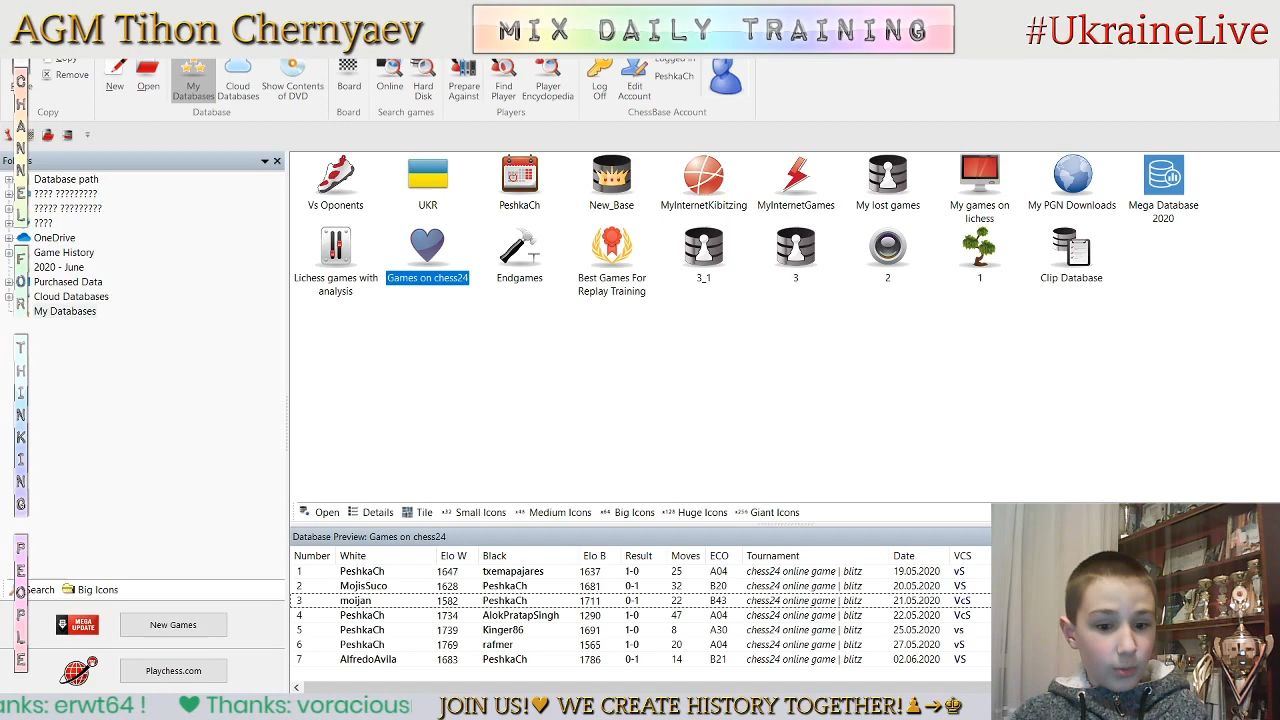 AGM Tihon Chernyaev
MIX DAILY TRAINING
#UkraineLive
Remove
New
Open
My Databases
Cloud Databases
Show Contents of DVD
Board
Online
Hard Disk
Prepare Against
Find Player
Player Encyclopedia
Log Off
Edit Account
PeshkaCh
Copy
Database
Board
Search games
Players
ChessBase Account
CHANNEL FOR THINKING PEOPLE
Database path
???? ?????????
????? ?????????
????
OneDrive
Game History
2020 - June
Purchased Data
Cloud Databases
My Databases
Vs Oponents
UKR
PeshkaCh
New_Base
MyInternetKibitzing
MyInternetGames
My lost games
My games on lichess
My PGN Downloads
Mega Database 2020
Lichess games with analysis
Games on chess24
Endgames
Best Games For Replay Training
3_1
3
2
1
Clip Database
Open Details Tile x32 Small Icons x48 Medium Icons x64 Big Icons x128 Huge Icons x256 Giant Icons
Database Preview: Games on chess24
Number White Elo W Black Elo B Result Moves ECO Tournament Date VCS
1 PeshkaCh 1647 txemapajares 1637 1-0 25 A04 chess24 online game | blitz 19.05.2020 vS
2 MojisSuco 1628 PeshkaCh 1681 0-1 32 B20 chess24 online game | blitz 20.05.2020 VS
3 moijan 1582 PeshkaCh 1711 0-1 22 B43 chess24 online game | blitz 21.05.2020 VcS
4 PeshkaCh 1734 AlokPratapSingh 1290 1-0 47 A04 chess24 online game | blitz 22.05.2020 VcS
5 PeshkaCh 1739 Kinger86 1691 1-0 8 A30 chess24 online game | blitz 25.05.2020 vs
6 PeshkaCh 1769 rafmer 1565 1-0 20 A04 chess24 online game | blitz 27.05.2020 vS
7 AlfredoAvila 1683 PeshkaCh 1786 0-1 14 B21 chess24 online game | blitz 02.06.2020 VS
Search Big Icons
MEGA UPDATE
New Games
Playchess.com
anks: erwt64 ! Thanks: voracious
JOIN US! WE CREATE HISTORY TOGETHER!